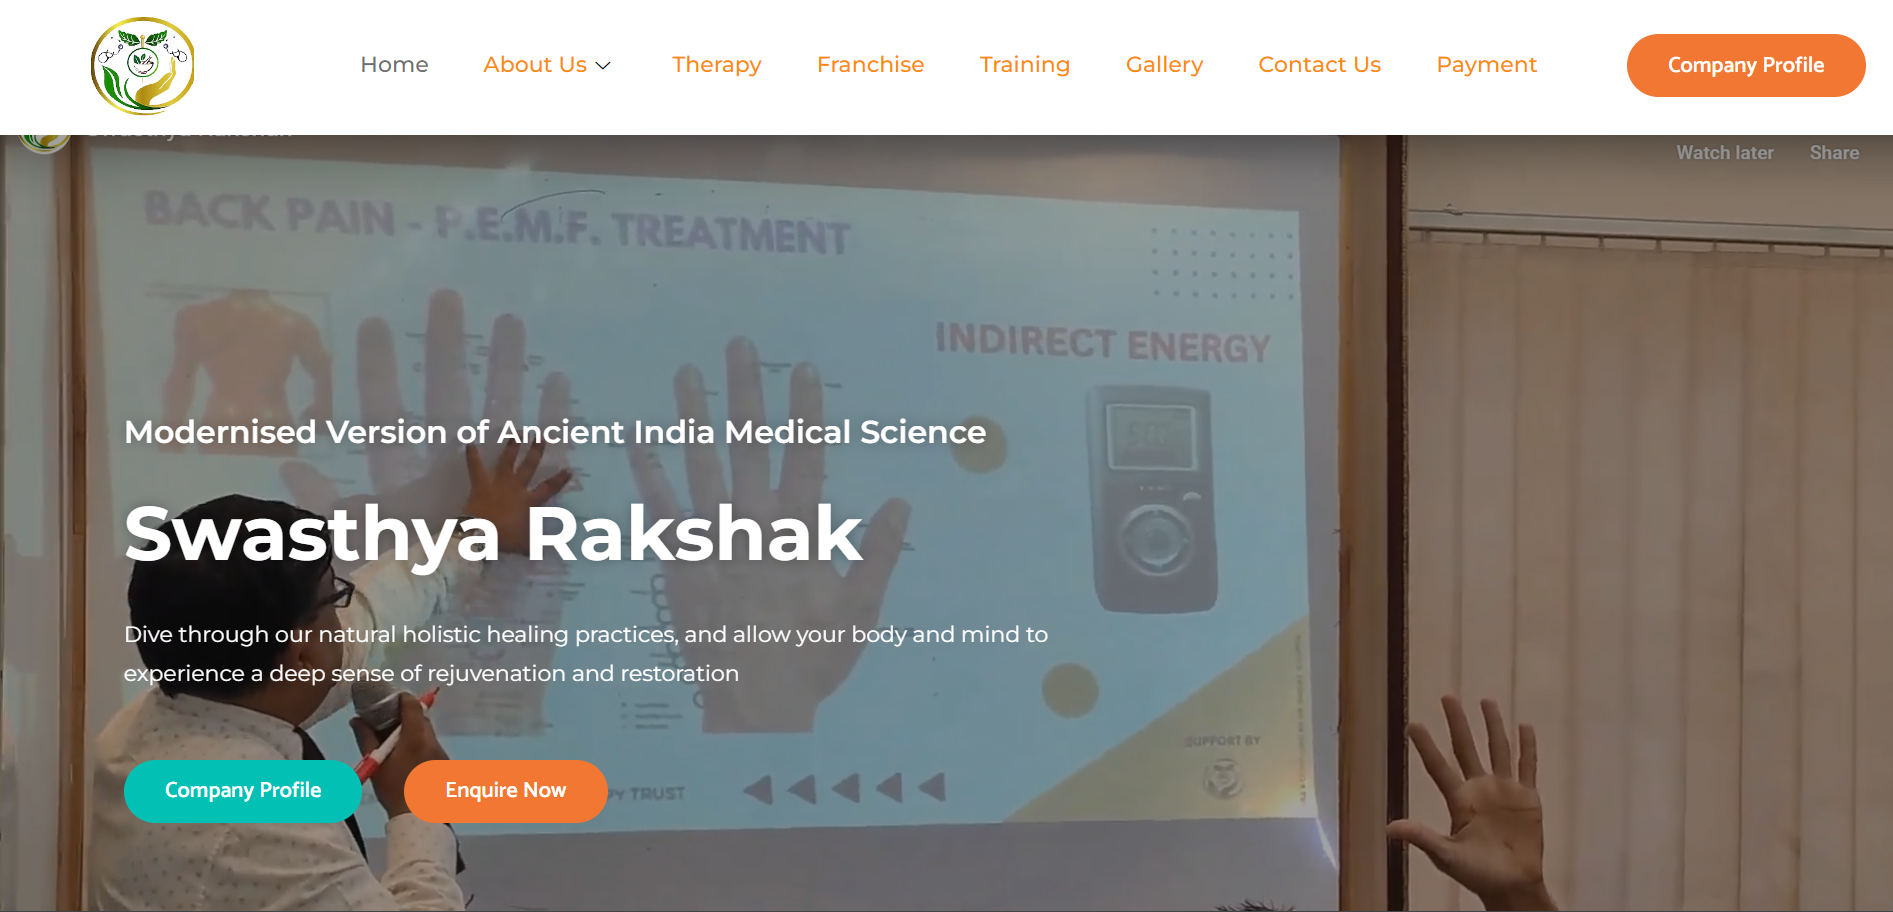 Home
About Us
Therapy
Franchise
Training
Gallery
Contact Us
Payment
Company Profile
Swasthya Rakshak
Watch later
Share
BACK PAIN - P.E.M.F. TREATMENT
INDIRECT ENERGY
Modernised Version of Ancient India Medical Science
Swasthya Rakshak
Dive through our natural holistic healing practices, and allow your body and mind to
experience a deep sense of rejuvenation and restoration
SUPPORT BY
Company Profile
Enquire Now
TRUST